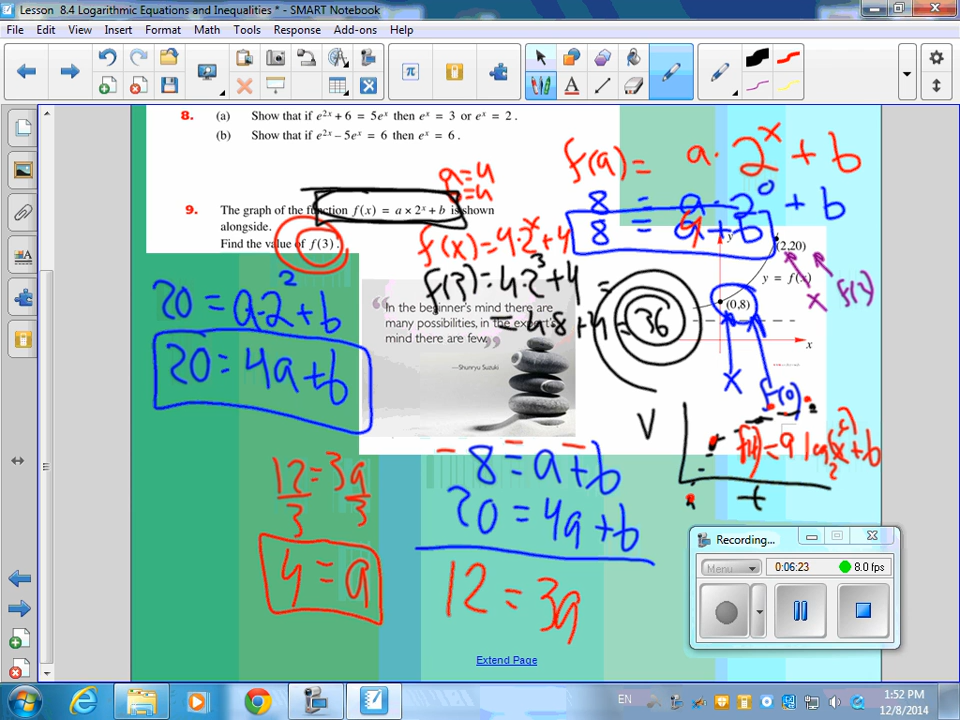 Lesson 8.4 Logarithmic Equations and Inequalities * - SMART Notebook
File Edit View Insert Format Math Tools Response Add-ons Help
8. (a) Show that if e^{2x} + 6 = 5e^x then e^x = 3 or e^x = 2 .
(b) Show that if e^{2x} – 5e^x = 6 then e^x = 6 .
f(a) = a · 2^x + b
a=4
8 = a · 2^0 + b
9. The graph of the function f(x) = a × 2^x + b is shown
alongside.
Find the value of f(3) .
8 = a + b
f(x) = 4·2^x + 4
f(3) = 4·2^3 + 4 =
= 4·8 + 4 = 36
y
(2,20)
y = f(x)
(0,8)
x
x
x
f(0)
20 = a·2^2 + b
20 = 4a + b
In the beginner's mind there are
many possibilities, in the expert's
mind there are few.
—Shunryu Suzuki
V
t
8 = a + b
20 = 4a + b
12 = 3a
12 = 3a
3 3
4 = a
Recording...
Menu
0:06:23
8.0 fps
Extend Page
EN
1:52 PM
12/8/2014